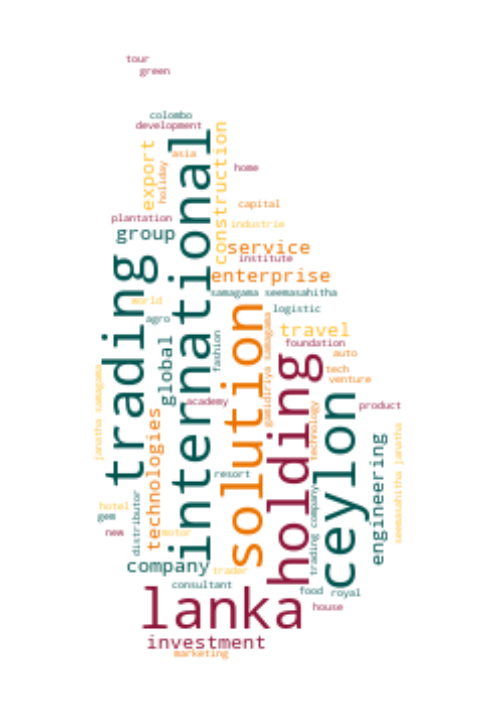 tour
green
colombo
development
asia
export
holiday
international
construction
home
capital
plantation
industrie
group
service
institute
trading
enterprise
samagama seemasahitha
world
solution
logistic
agro
gamidiriya samagama
travel
fashion
foundation
global
holding
auto
tech
venture
janatha samagama
ceylon
academy
product
technologies
technology
seemasahitha janatha
engineering
resort
trading company
distributor
hotel
gem
new
motor
company
trader
consultant
food
royal
lanka
house
investment
marketing